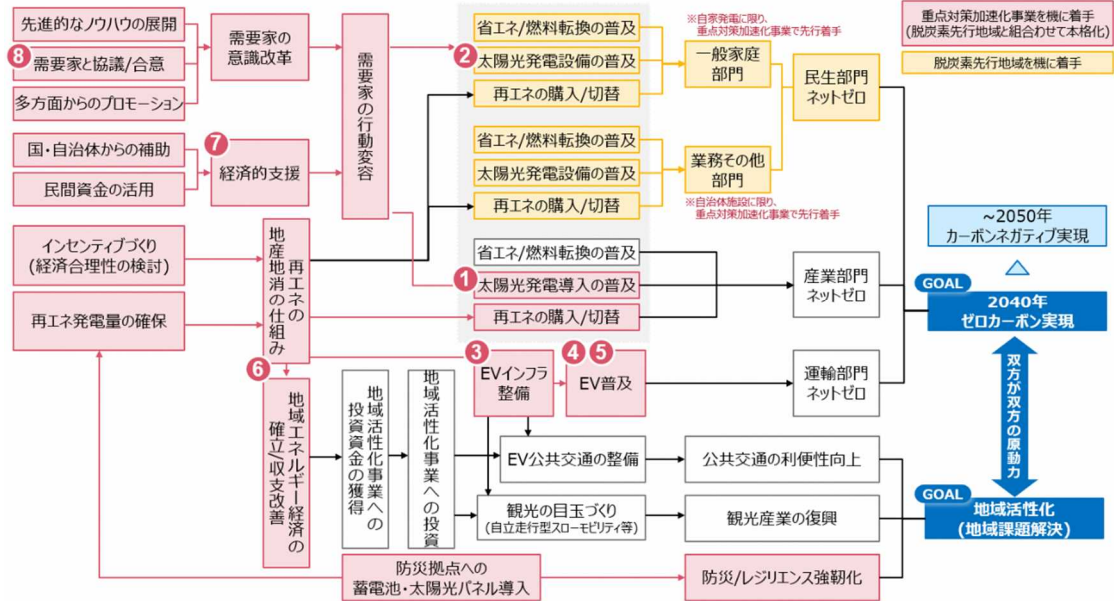 先進的なノウハウの展開
8
需要家と協議/合意
多方面からのプロモーション
需要家の
意識改革
国・自治体からの補助
民間資金の活用
7
経済的支援
需要家の行動変容
インセンティブづくり
(経済合理性の検討)
再エネ発電量の確保
再エネの
地産地消の仕組み
2
省エネ/燃料転換の普及
太陽光発電設備の普及
再エネの購入/切替
※自家発電に限り、
重点対策加速化事業で先行着手
一般家庭
部門
省エネ/燃料転換の普及
太陽光発電設備の普及
再エネの購入/切替
業務その他
部門
※自治体施設に限り、
重点対策加速化事業で先行着手
民生部門
ネットゼロ
重点対策加速化事業を機に着手
(脱炭素先行地域と組合わせて本格化)
脱炭素先行地域を機に着手
省エネ/燃料転換の普及
1
太陽光発電導入の普及
再エネの購入/切替
産業部門
ネットゼロ
~2050年
カーボンネガティブ実現
GOAL
2040年
ゼロカーボン実現
3
EVインフラ
整備
4
5
EV普及
運輸部門
ネットゼロ
双方が双方の原動力
6
地域エネルギー経済の
確立/収支改善
地域活性化事業への
投資資金の獲得
地域活性化事業への投資
EV公共交通の整備
公共交通の利便性向上
観光の目玉づくり
(自立走行型スローモビリティ等)
観光産業の復興
GOAL
地域活性化
(地域課題解決)
防災拠点への
蓄電池・太陽光パネル導入
防災/レジリエンス強靭化